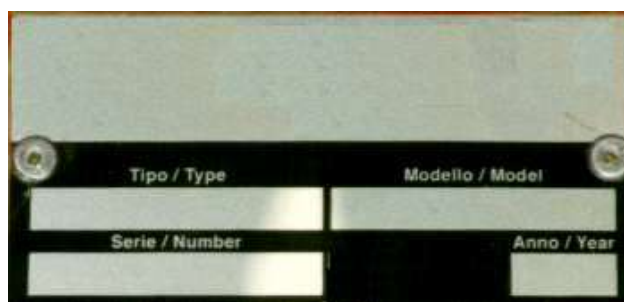 Tipo / Type Modello / Model
Serie / Number Anno / Year